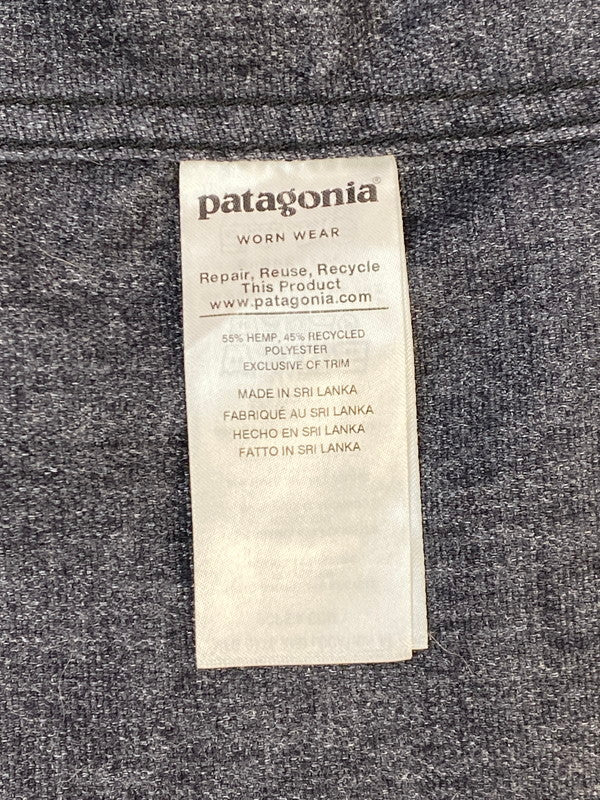 patagonia®
WORN WEAR
Repair, Reuse, Recycle
This Product
www.patagonia.com
55% HEMP, 45% RECYCLED
POLYESTER
EXCLUSIVE OF TRIM
MADE IN SRI LANKA
FABRIQUÉ AU SRI LANKA
HECHO EN SRI LANKA
FATTO IN SRI LANKA